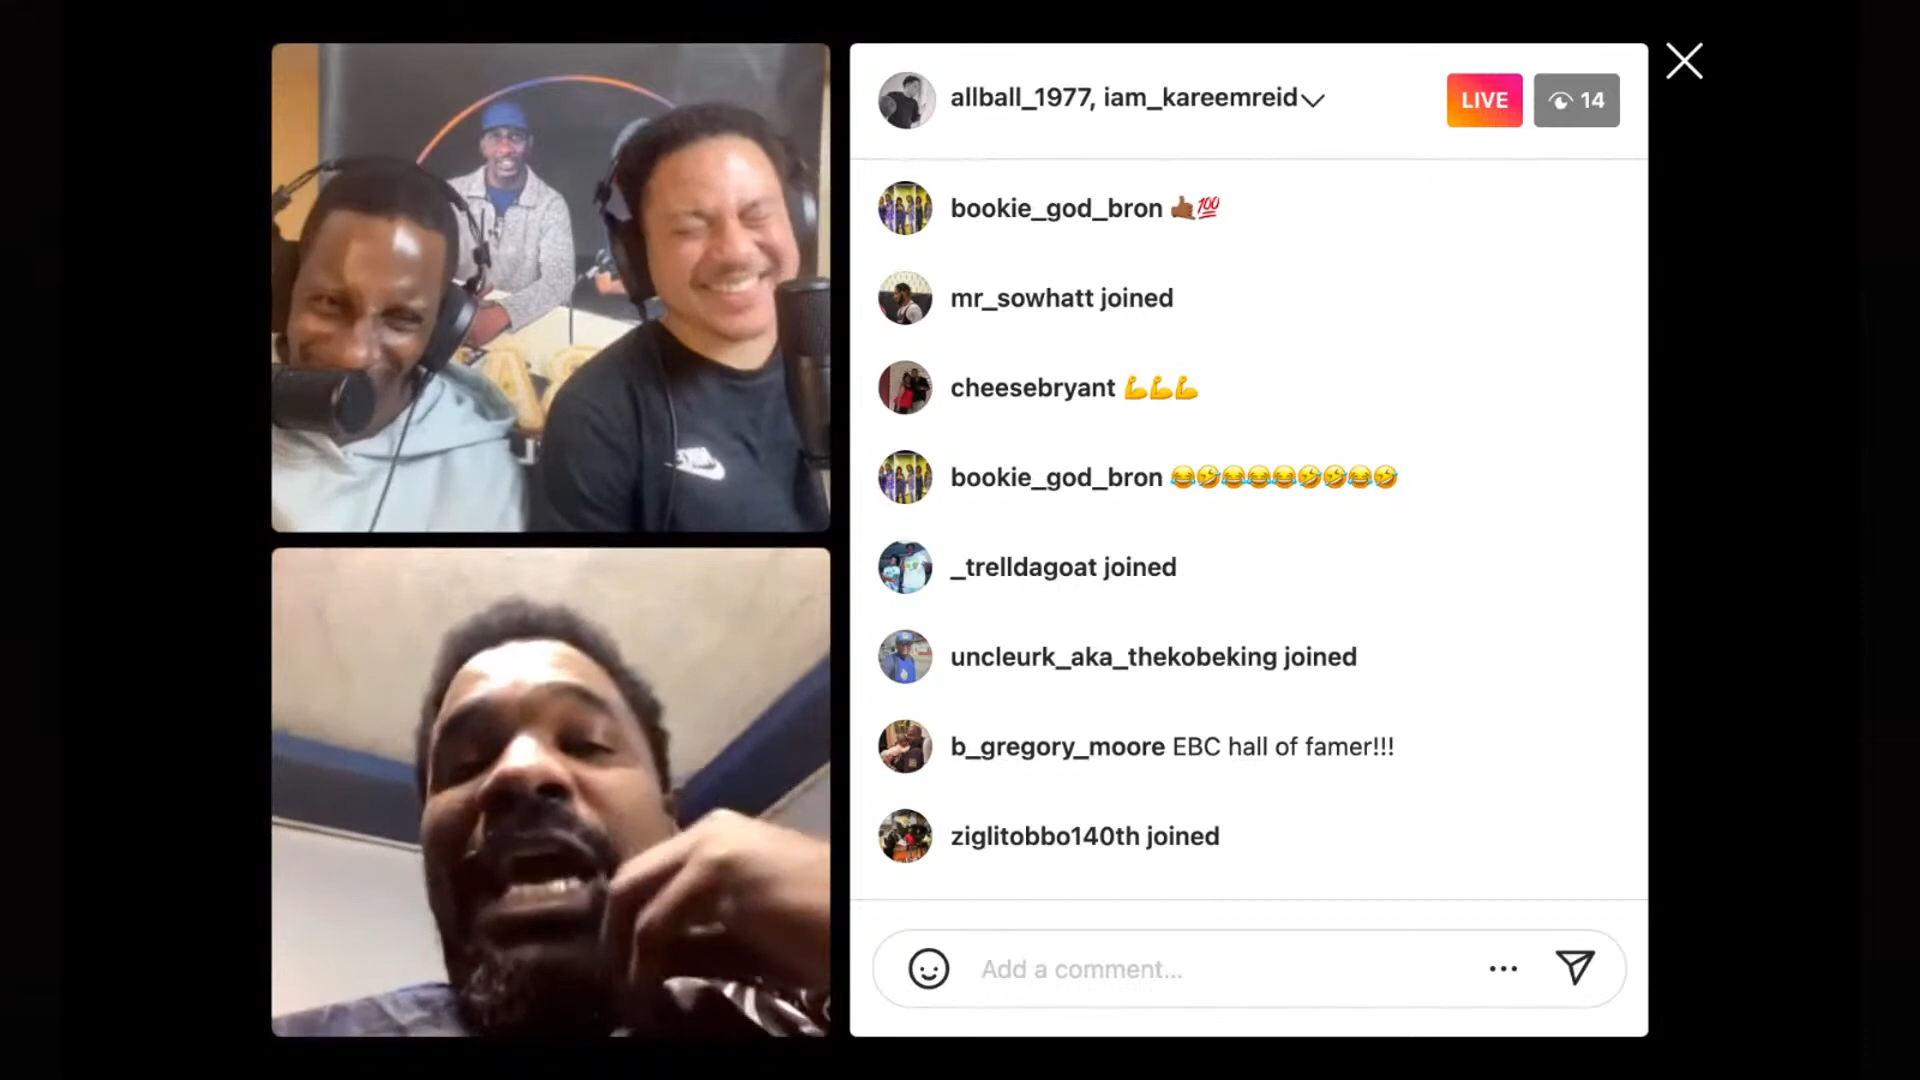 allball_1977, iam_kareemreid
LIVE
14
bookie_god_bron 🤙🏾💯
mr_sowhatt joined
cheesebryant 💪💪💪
bookie_god_bron 😂🤣😂😂😂🤣🤣😂🤣
_trelldagoat joined
uncleurk_aka_thekobeking joined
b_gregory_moore EBC hall of famer!!!
ziglitobbo140th joined
Add a comment...